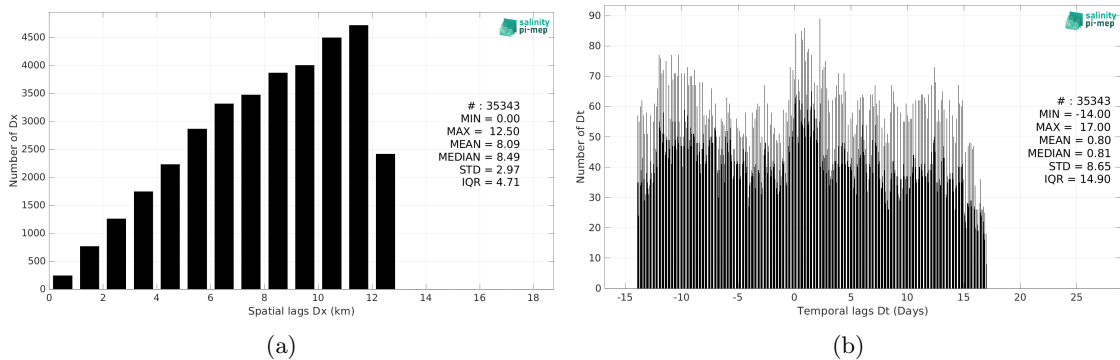 4500
4000
3500
3000
2500
2000
1500
1000
500
0
Number of Dx
salinity
pi-mep
# : 35343
MIN = 0.00
MAX = 12.50
MEAN = 8.09
MEDIAN = 8.49
STD = 2.97
IQR = 4.71
0 2 4 6 8 10 12 14 16 18
Spatial lags Dx (km)
(a)
90
80
70
60
50
40
30
20
10
0
Number of Dt
salinity
pi-mep
# : 35343
MIN = -14.00
MAX = 17.00
MEAN = 0.80
MEDIAN = 0.81
STD = 8.65
IQR = 14.90
-15 -10 -5 0 5 10 15 20 25
Temporal lags Dt (Days)
(b)